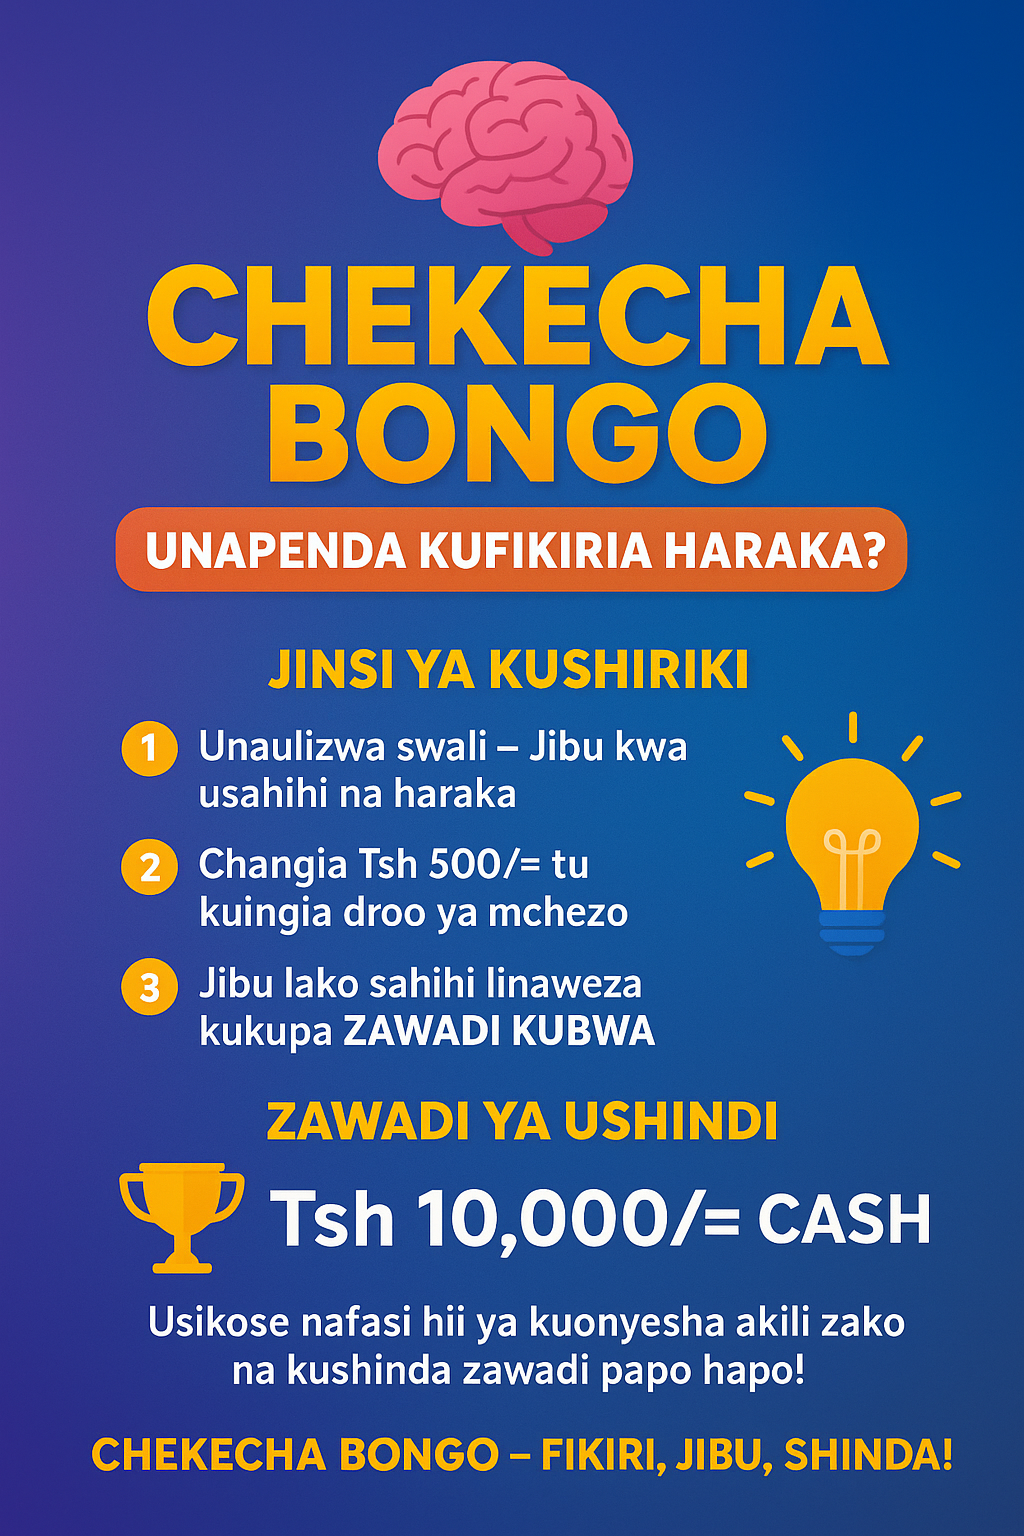 CHEKECHA
BONGO
UNAPENDA KUFIKIRIA HARAKA?
JINSI YA KUSHIRIKI
1 Unaulizwa swali – Jibu kwa
usahihi na haraka
2 Changia Tsh 500/= tu
kuingia droo ya mchezo
3 Jibu lako sahihi linaweza
kukupa ZAWADI KUBWA
ZAWADI YA USHINDI
Tsh 10,000/= CASH
Usikose nafasi hii ya kuonyesha akili zako
na kushinda zawadi papo hapo!
CHEKECHA BONGO – FIKIRI, JIBU, SHINDA!